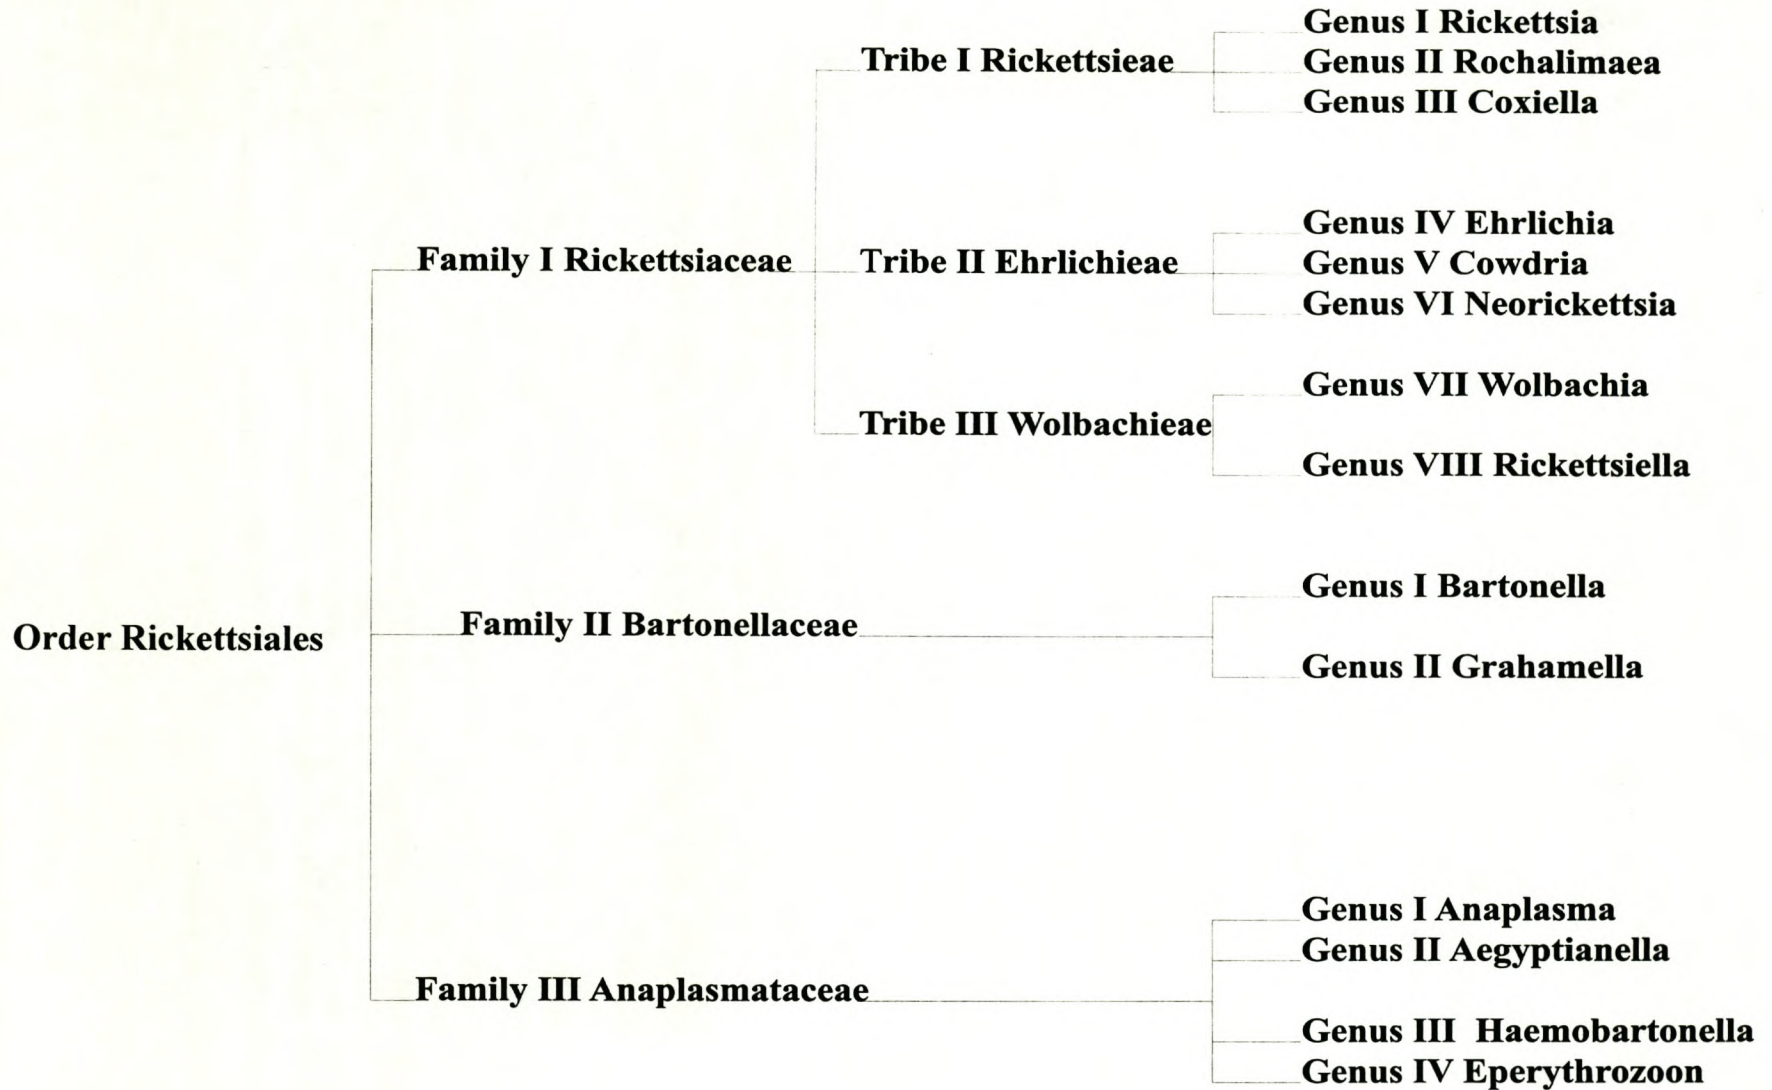 Order Rickettsiales
Family I Rickettsiaceae
Tribe I Rickettsieae
Genus I Rickettsia
Genus II Rochalimaea
Genus III Coxiella
Tribe II Ehrlichieae
Genus IV Ehrlichia
Genus V Cowdria
Genus VI Neorickettsia
Tribe III Wolbachieae
Genus VII Wolbachia
Genus VIII Rickettsiella
Family II Bartonellaceae
Genus I Bartonella
Genus II Grahamella
Family III Anaplasmataceae
Genus I Anaplasma
Genus II Aegyptianella
Genus III Haemobartonella
Genus IV Eperythrozoon